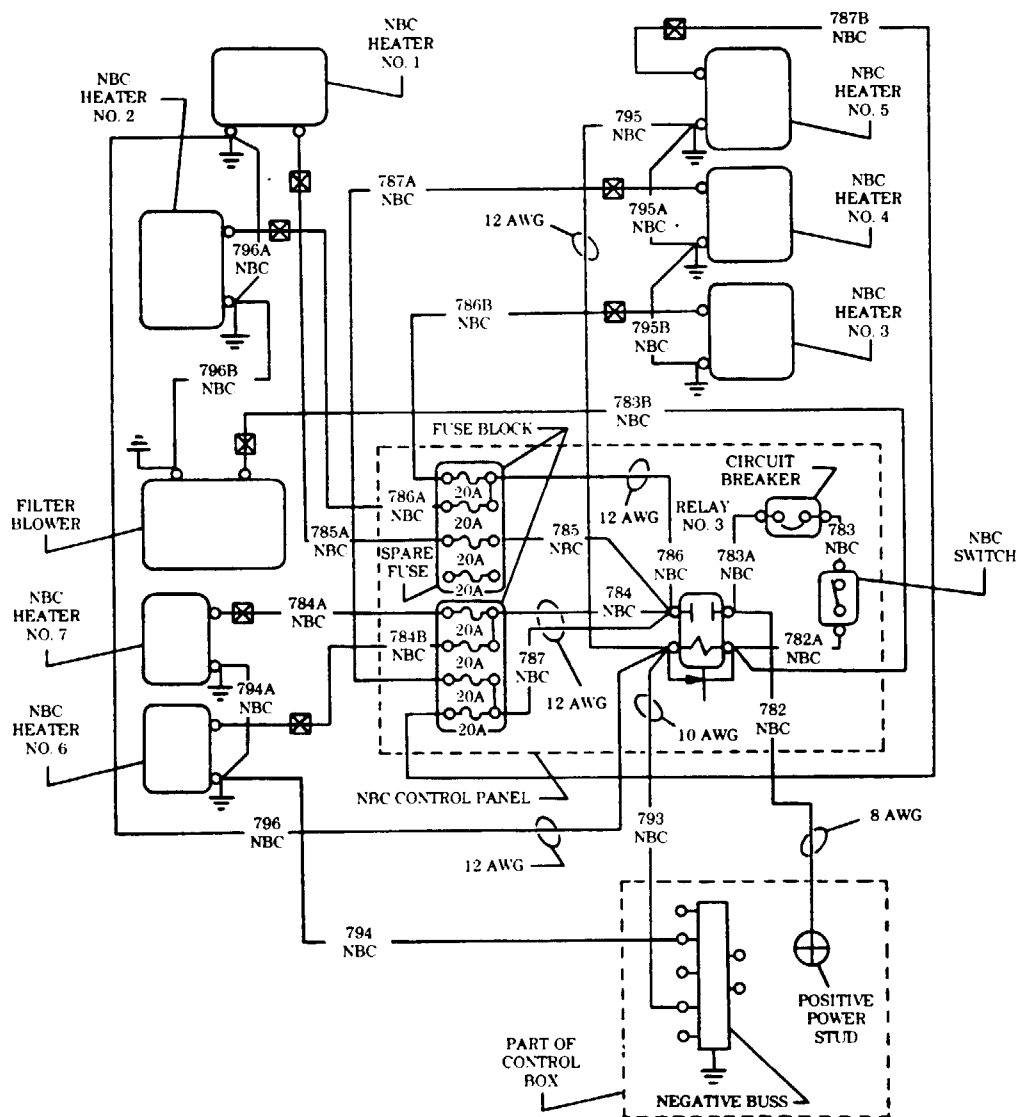 NBC
HEATER
NO. 1
787B
NBC
NBC
HEATER
NO. 2
NBC
HEATER
NO. 5
795
NBC
787A
NBC
NBC
HEATER
NO. 4
12 AWG
795A
NBC
796A
NBC
786B
NBC
795B
NBC
NBC
HEATER
NO. 3
796B
NBC
783B
NBC
FUSE BLOCK
CIRCUIT
BREAKER
FILTER
BLOWER
786A
NBC
20A
20A
12 AWG
RELAY
NO. 3
785A
NBC
SPARE
FUSE
20A
20A
785
NBC
786
NBC
783A
NBC
783
NBC
NBC
SWITCH
NBC
HEATER
NO. 7
784A
NBC
784B
NBC
20A
20A
20A
20A
784
NBC
787
NBC
12 AWG
782A
NBC
794A
NBC
NBC
HEATER
NO. 6
10 AWG
782
NBC
NBC CONTROL PANEL
796
NBC
12 AWG
793
NBC
8 AWG
794
NBC
POSITIVE
POWER
STUD
PART OF
CONTROL
BOX
NEGATIVE BUSS